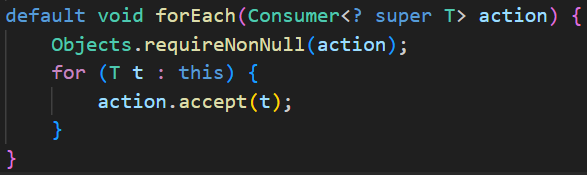 default void forEach(Consumer<? super T> action) {
    Objects.requireNonNull(action);
    for (T t : this) {
        action.accept(t);
    }
}